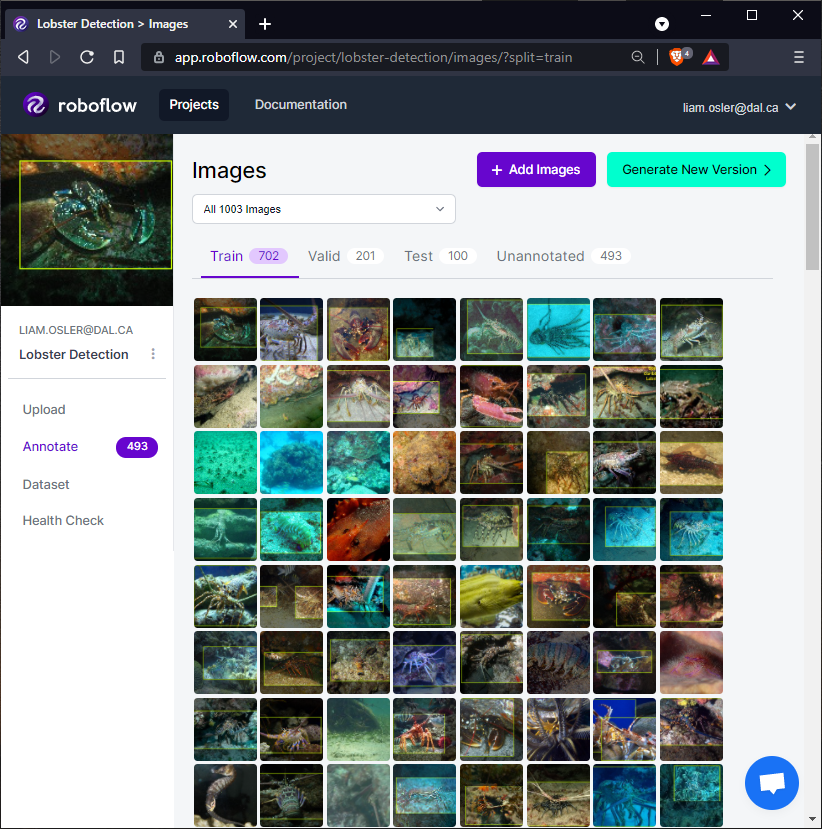 Lobster Detection > Images
app.roboflow.com/project/lobster-detection/images/?split=train
4
roboflow
Projects
Documentation
liam.osler@dal.ca
Images
+ Add Images
Generate New Version
All 1003 Images
Train 702
Valid 201
Test 100
Unannotated 493
LIAM.OSLER@DAL.CA
Lobster Detection
Upload
Annotate 493
Dataset
Health Check